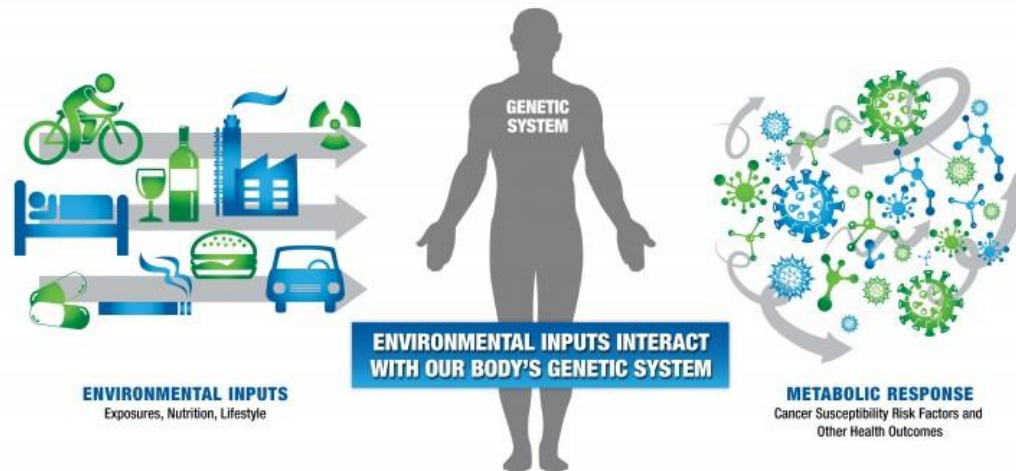 GENETIC
SYSTEM
ENVIRONMENTAL INPUTS INTERACT
WITH OUR BODY'S GENETIC SYSTEM
ENVIRONMENTAL INPUTS
Exposures, Nutrition, Lifestyle
METABOLIC RESPONSE
Cancer Susceptibility Risk Factors and
Other Health Outcomes